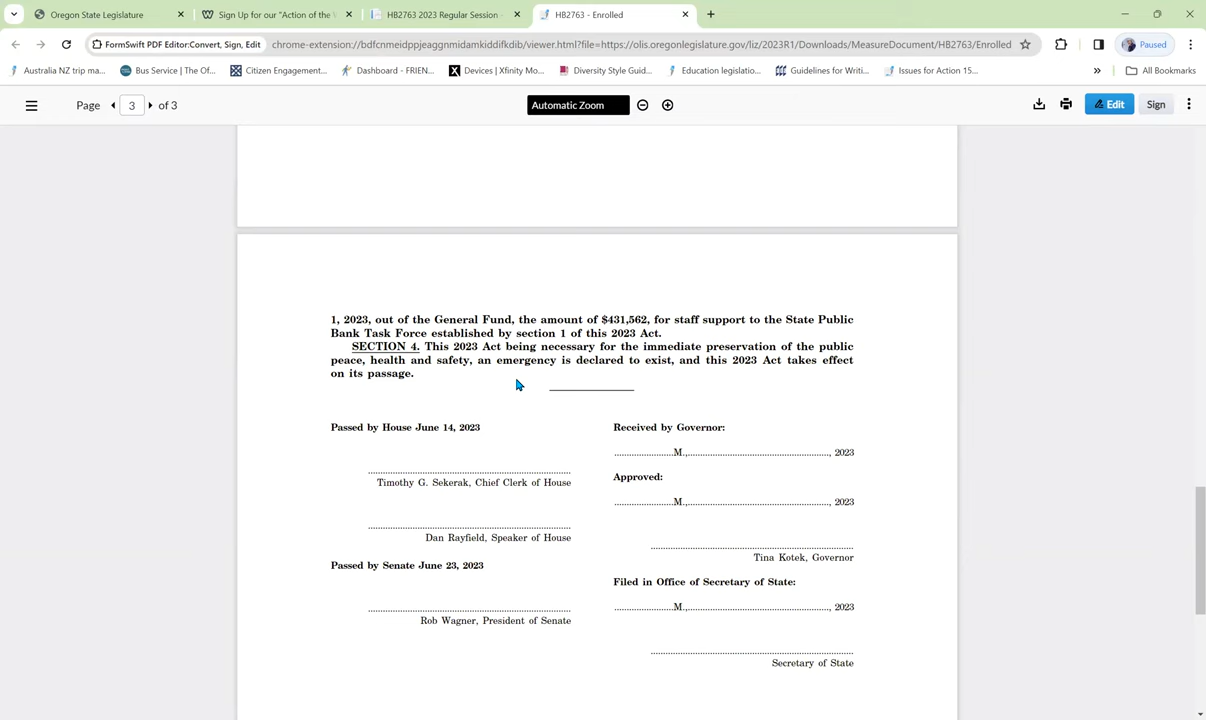 Oregon State Legislature
Sign Up for our "Action of the W
HB2763 2023 Regular Session -
HB2763 - Enrolled
FormSwift PDF Editor:Convert, Sign, Edit
chrome-extension://bdfcnmeidppjeaggnmidamkiddifkdib/viewer.html?file=https://olis.oregonlegislature.gov/liz/2023R1/Downloads/MeasureDocument/HB2763/Enrolled
Paused
Australia NZ trip ma...
Bus Service | The Of...
Citizen Engagement...
Dashboard - FRIEN...
Devices | Xfinity Mo...
Diversity Style Guid...
Education legislatio...
Guidelines for Writi...
Issues for Action 15...
»
All Bookmarks
Page 3 of 3
Automatic Zoom
Edit
Sign
1, 2023, out of the General Fund, the amount of $431,562, for staff support to the State Public
Bank Task Force established by section 1 of this 2023 Act.
SECTION 4. This 2023 Act being necessary for the immediate preservation of the public
peace, health and safety, an emergency is declared to exist, and this 2023 Act takes effect
on its passage.
Passed by House June 14, 2023
Timothy G. Sekerak, Chief Clerk of House
Dan Rayfield, Speaker of House
Passed by Senate June 23, 2023
Rob Wagner, President of Senate
Received by Governor:
........................M.,........................................................., 2023
Approved:
........................M.,........................................................., 2023
Tina Kotek, Governor
Filed in Office of Secretary of State:
........................M.,........................................................., 2023
Secretary of State